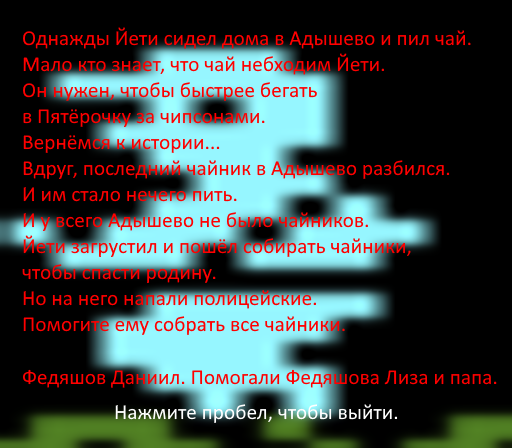 Однажды Йети сидел дома в Адышево и пил чай.
Мало кто знает, что чай небходим Йети.
Он нужен, чтобы быстрее бегать
в Пятёрочку за чипсонами.
Вернёмся к истории...
Вдруг, последний чайник в Адышево разбился.
И им стало нечего пить.
И у всего Адышево не было чайников.
Йети загрустил и пошёл собирать чайники,
чтобы спасти родину.
Но на него напали полицейские.
Помогите ему собрать все чайники.
Федяшов Даниил. Помогали Федяшова Лиза и папа.
Нажмите пробел, чтобы выйти.